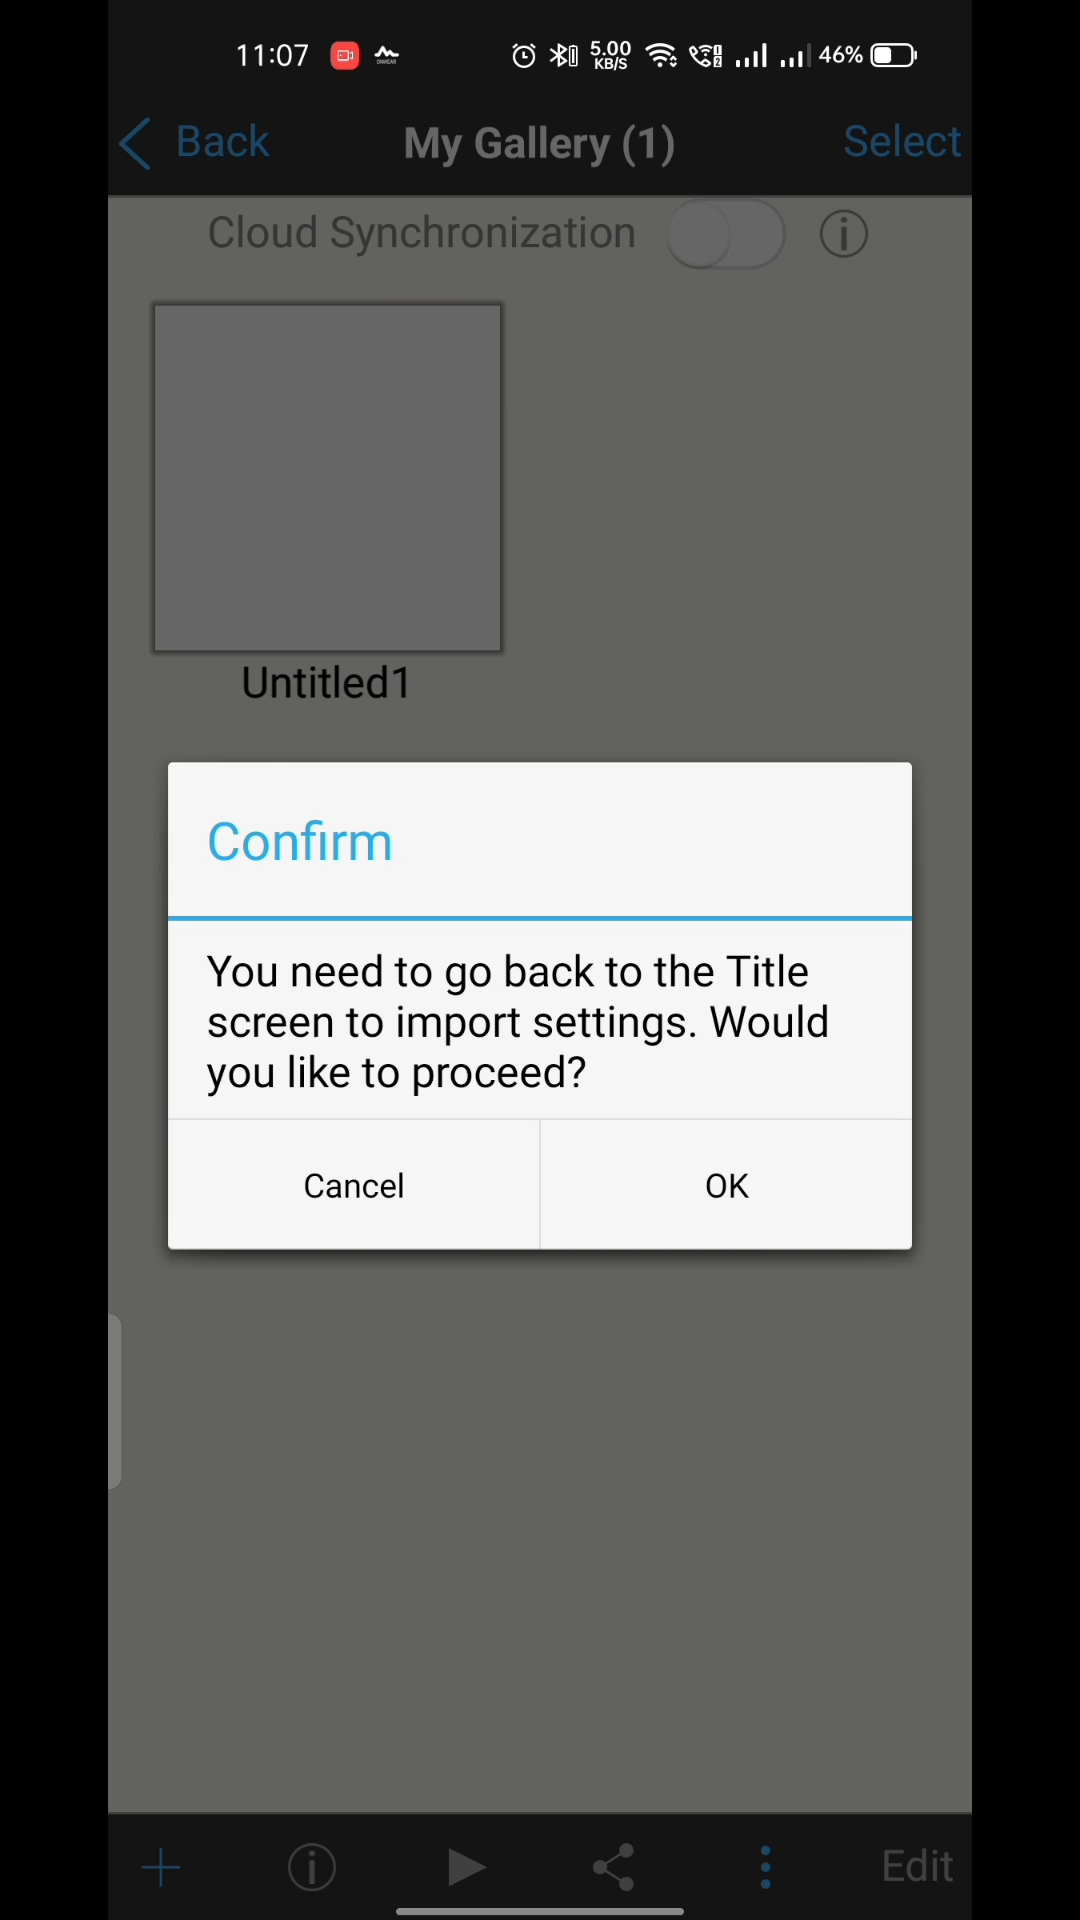 11:07 5.00 KB/S 46%
Back My Gallery (1) Select
Cloud Synchronization
Untitled1
Confirm
You need to go back to the Title
screen to import settings. Would
you like to proceed?
Cancel OK
Edit